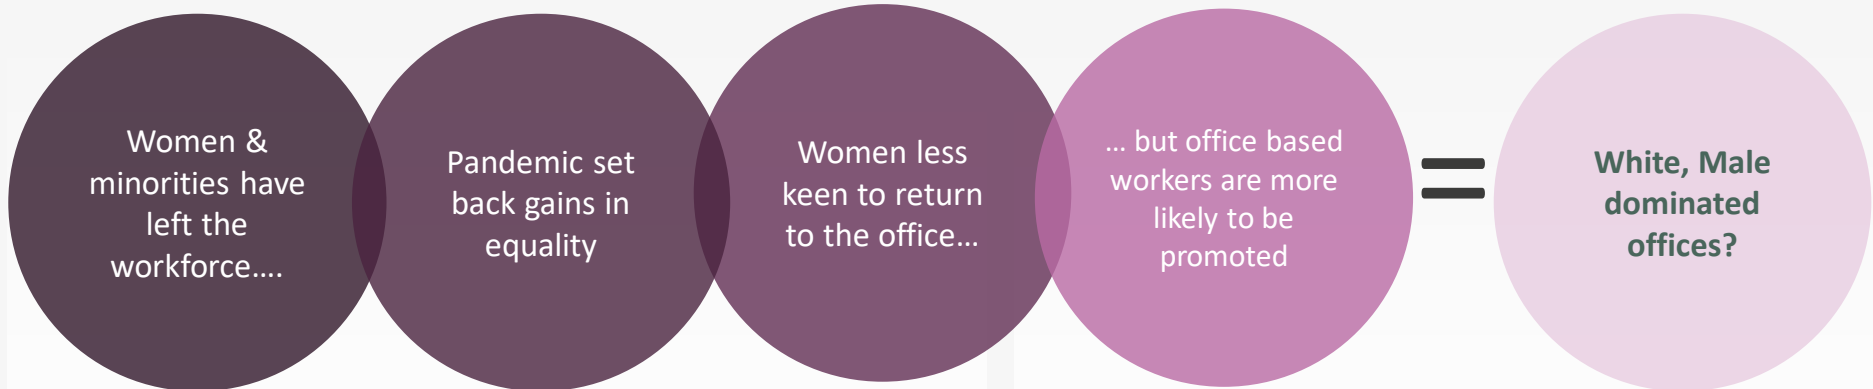 Women &
minorities have
left the
workforce....
Pandemic set
back gains in
equality
Women less
keen to return
to the office...
... but office based
workers are more
likely to be
promoted
=
White, Male
dominated
offices?